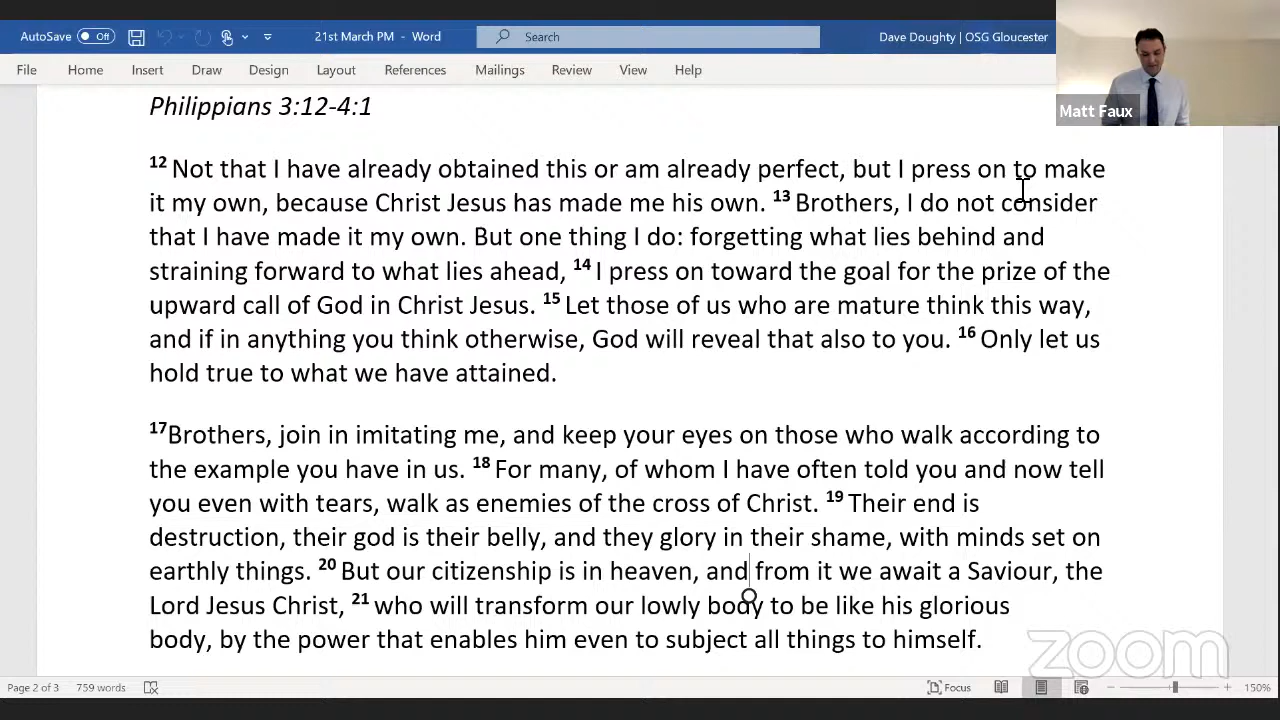 AutoSave Off 21st March PM - Word Search Dave Doughty | OSG Gloucester
File Home Insert Draw Design Layout References Mailings Review View Help
Matt Faux
Philippians 3:12-4:1
12 Not that I have already obtained this or am already perfect, but I press on to make
it my own, because Christ Jesus has made me his own. 13 Brothers, I do not consider
that I have made it my own. But one thing I do: forgetting what lies behind and
straining forward to what lies ahead, 14 I press on toward the goal for the prize of the
upward call of God in Christ Jesus. 15 Let those of us who are mature think this way,
and if in anything you think otherwise, God will reveal that also to you. 16 Only let us
hold true to what we have attained.
17Brothers, join in imitating me, and keep your eyes on those who walk according to
the example you have in us. 18 For many, of whom I have often told you and now tell
you even with tears, walk as enemies of the cross of Christ. 19 Their end is
destruction, their god is their belly, and they glory in their shame, with minds set on
earthly things. 20 But our citizenship is in heaven, and from it we await a Saviour, the
Lord Jesus Christ, 21 who will transform our lowly body to be like his glorious
body, by the power that enables him even to subject all things to himself.
zoom
Page 2 of 3 759 words Focus 150%